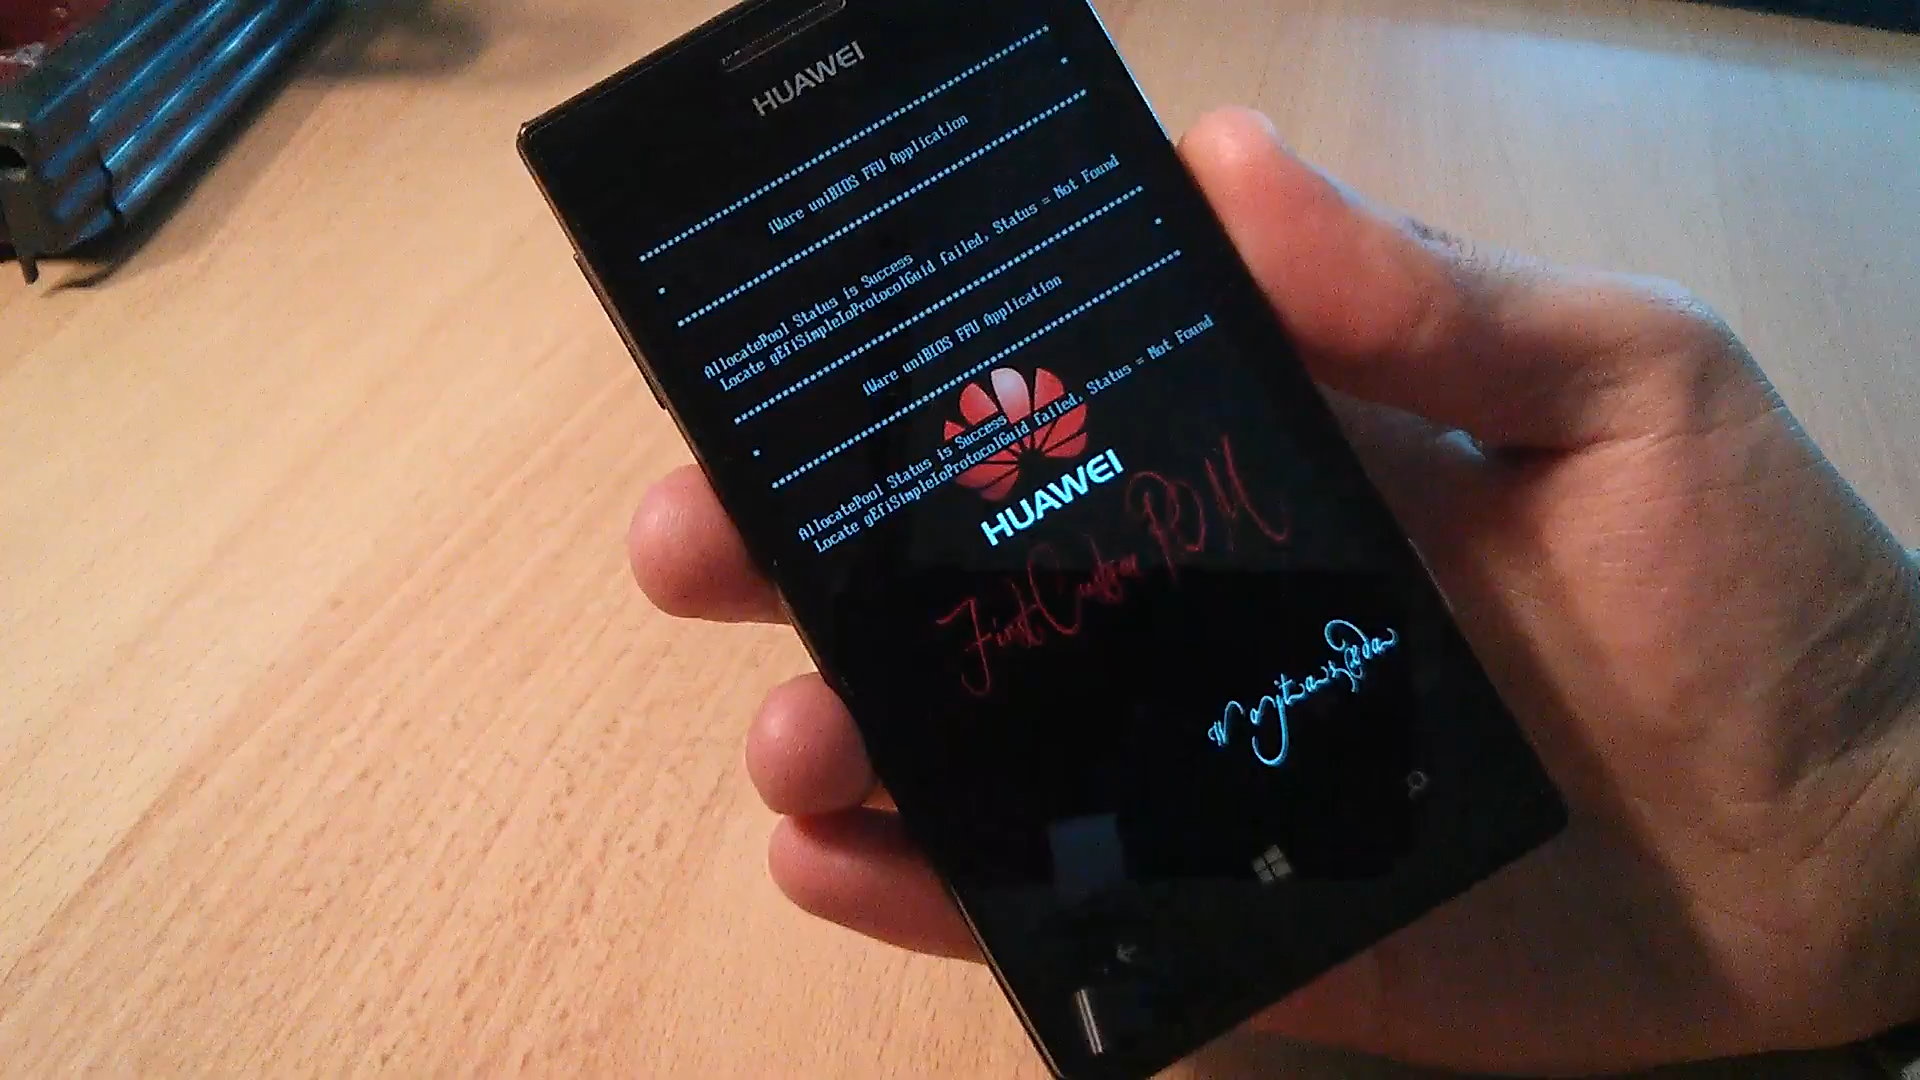 HUAWEI
********************************************************
* *
iWare uniBIOS FFU Application
********************************************************
AllocatePool Status is Success
Locate gEfiSimpleIoProtocolGuid failed, Status = Not Found
********************************************************
* *
iWare uniBIOS FFU Application
********************************************************
AllocatePool Status is Success
Locate gEfiSimpleIoProtocolGuid failed, Status = Not Found
HUAWEI
First Custom ROM